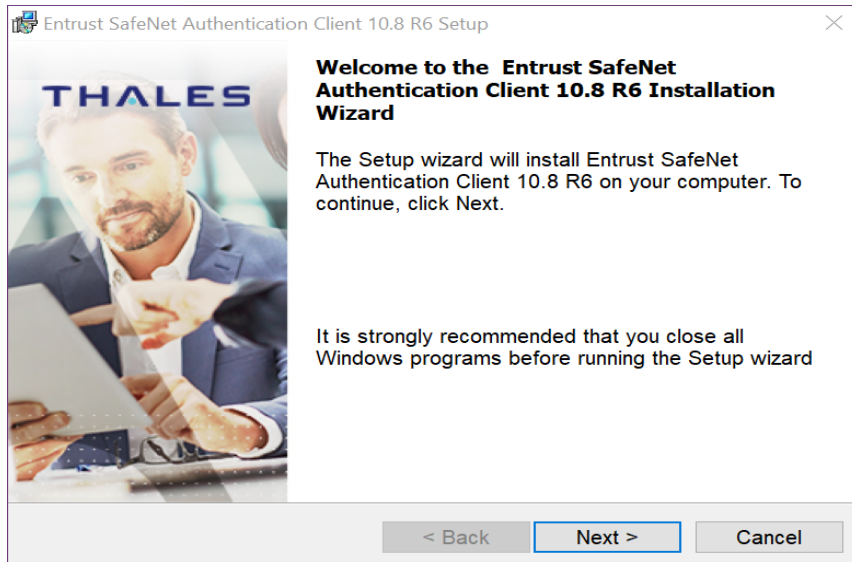 Entrust SafeNet Authentication Client 10.8 R6 Setup
THALES
Welcome to the Entrust SafeNet
Authentication Client 10.8 R6 Installation
Wizard
The Setup wizard will install Entrust SafeNet
Authentication Client 10.8 R6 on your computer. To
continue, click Next.
It is strongly recommended that you close all
Windows programs before running the Setup wizard
< Back
Next >
Cancel